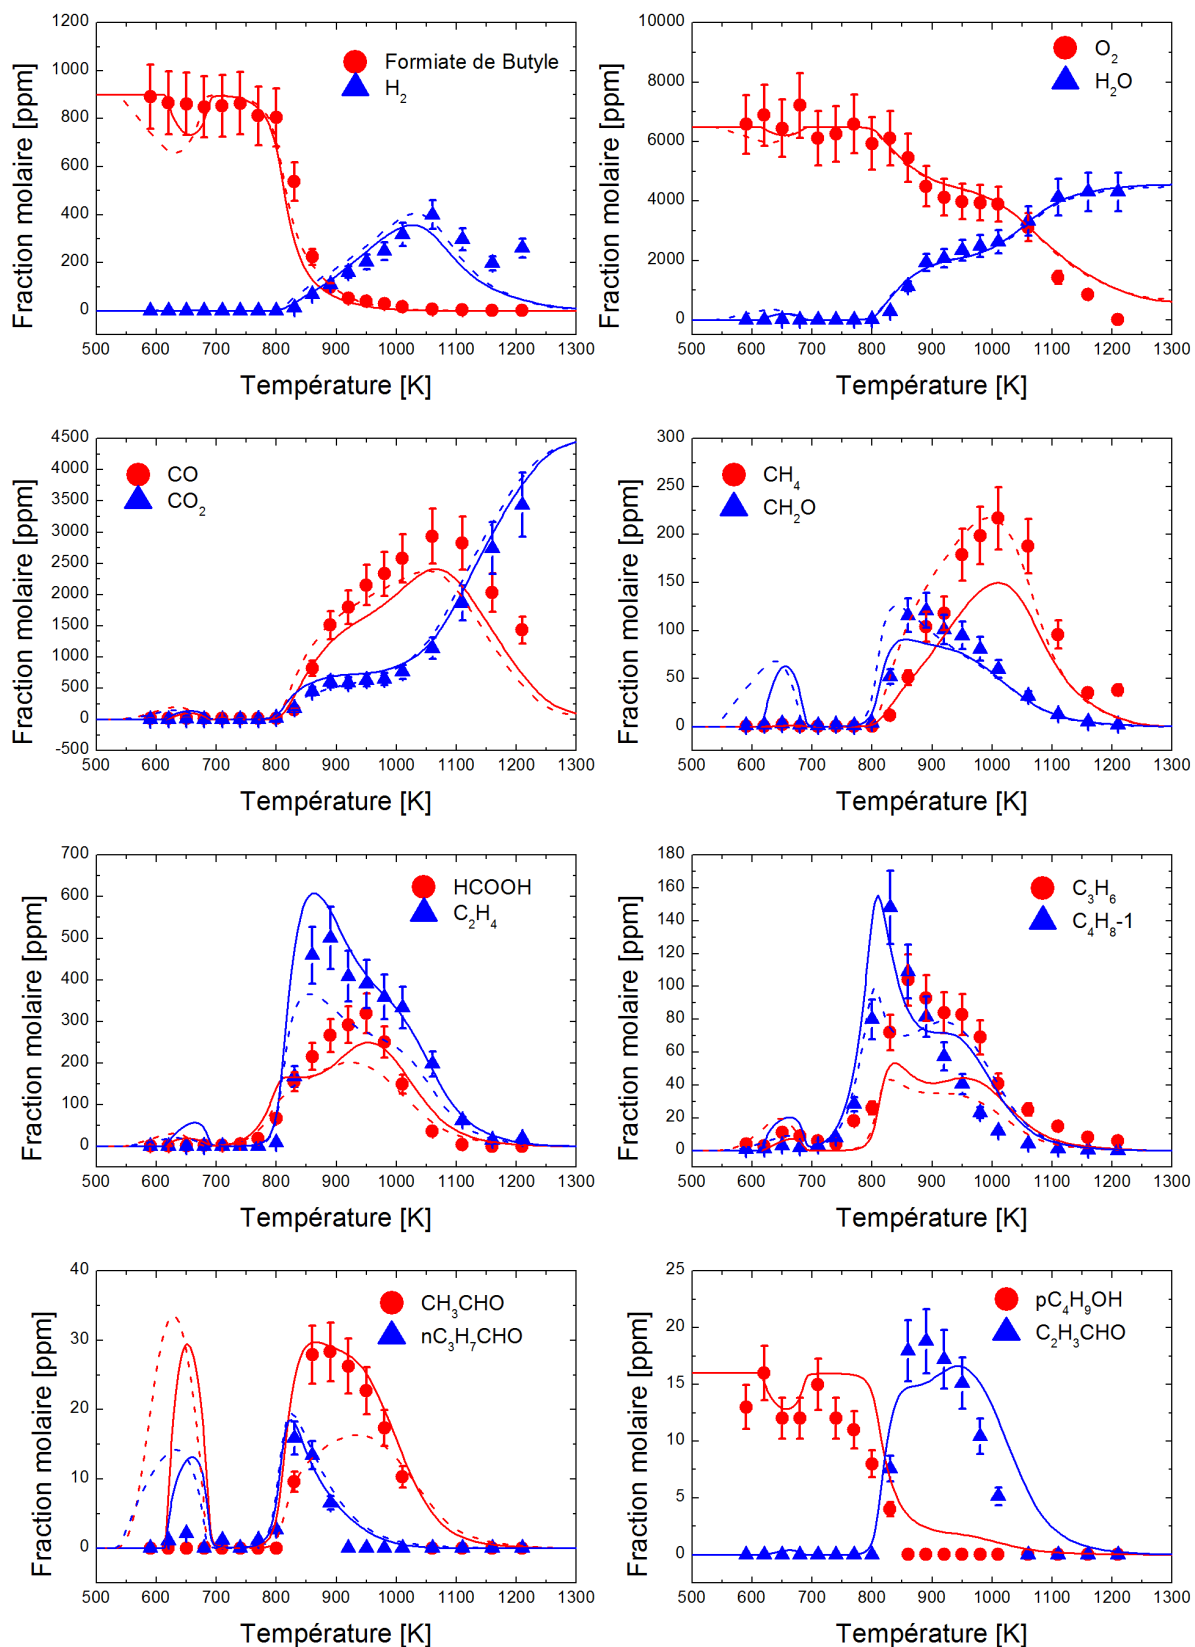 Fraction molaire [ppm]
1200
1000
800
600
400
200
0
Formiate de Butyle
H2
500 600 700 800 900 1000 1100 1200 1300
Température [K]
Fraction molaire [ppm]
10000
8000
6000
4000
2000
0
O2
H2O
500 600 700 800 900 1000 1100 1200 1300
Température [K]
Fraction molaire [ppm]
4500
4000
3500
3000
2500
2000
1500
1000
500
0
-500
CO
CO2
500 600 700 800 900 1000 1100 1200 1300
Température [K]
Fraction molaire [ppm]
300
250
200
150
100
50
0
CH4
CH2O
500 600 700 800 900 1000 1100 1200 1300
Température [K]
Fraction molaire [ppm]
700
600
500
400
300
200
100
0
HCOOH
C2H4
500 600 700 800 900 1000 1100 1200 1300
Température [K]
Fraction molaire [ppm]
180
160
140
120
100
80
60
40
20
0
C3H6
C4H8-1
500 600 700 800 900 1000 1100 1200 1300
Température [K]
Fraction molaire [ppm]
40
30
20
10
0
CH3CHO
nC3H7CHO
500 600 700 800 900 1000 1100 1200 1300
Température [K]
Fraction molaire [ppm]
25
20
15
10
5
0
pC4H9OH
C2H3CHO
500 600 700 800 900 1000 1100 1200 1300
Température [K]